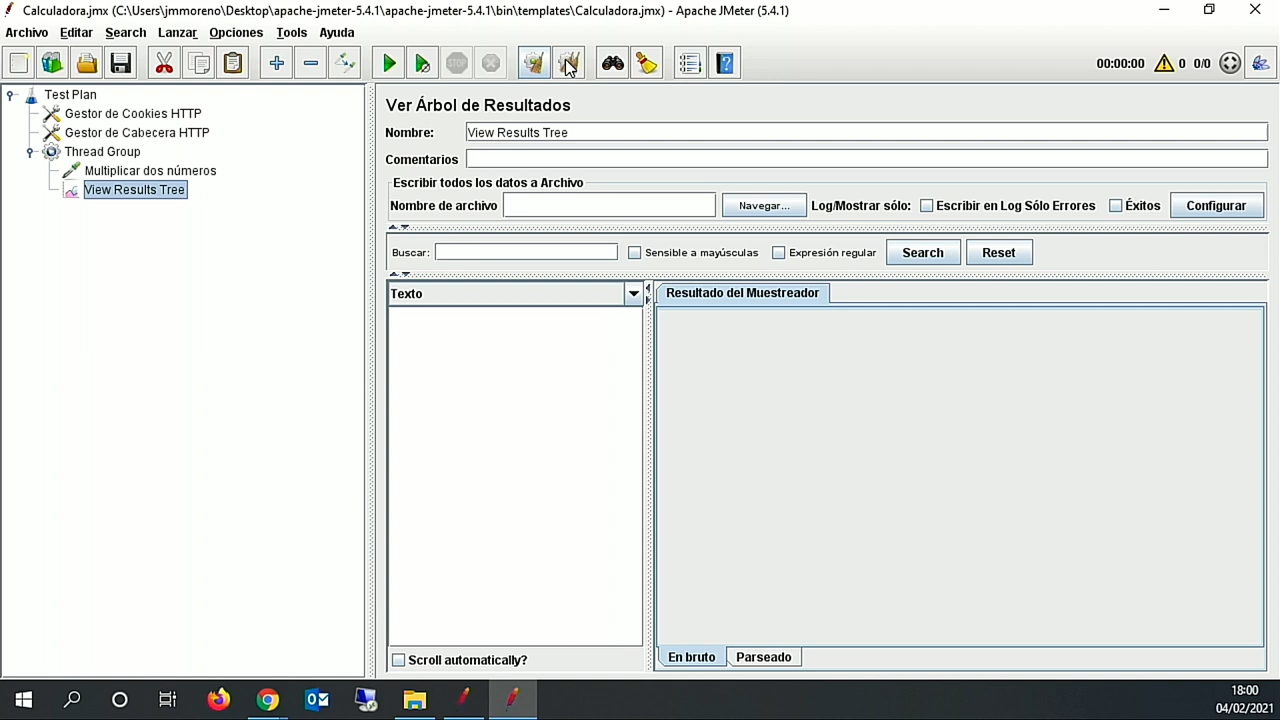 Calculadora.jmx (C:\Users\jmmoreno\Desktop\apache-jmeter-5.4.1\apache-jmeter-5.4.1\bin\templates\Calculadora.jmx) - Apache JMeter (5.4.1)
Archivo Editar Search Lanzar Opciones Tools Ayuda
STOP 00:00:00 0 0/0
Test Plan
Gestor de Cookies HTTP
Gestor de Cabecera HTTP
Thread Group
Multiplicar dos números
View Results Tree
Ver Árbol de Resultados
Nombre: View Results Tree
Comentarios
Escribir todos los datos a Archivo
Nombre de archivo Navegar... Log/Mostrar sólo: Escribir en Log Sólo Errores Éxitos Configurar
Buscar: Sensible a mayúsculas Expresión regular Search Reset
Texto
Resultado del Muestreador
Scroll automatically?
En bruto Parseado
18:00
04/02/2021